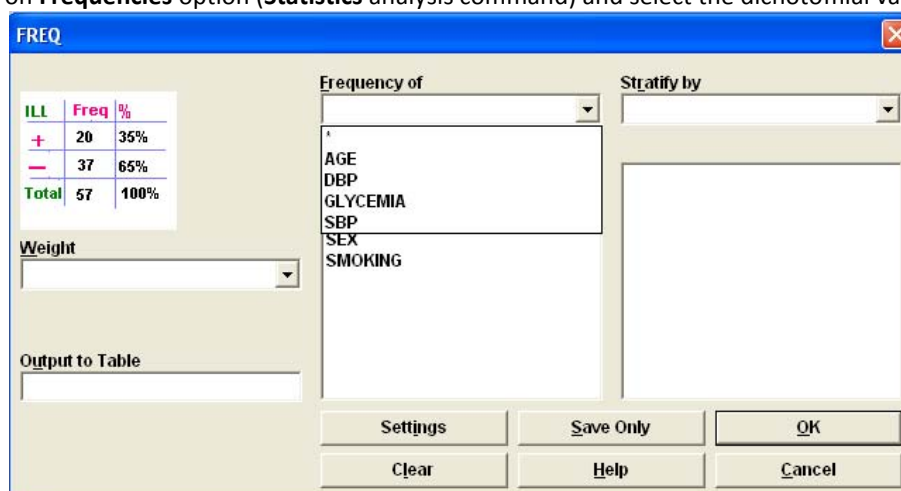 on Frequencies option (Statistics analysis command) and select the dichotomial va
FREQ
ILL Freq %
+ 20 35%
— 37 65%
Total 57 100%
Weight
Output to Table
Frequency of
*
AGE
DBP
GLYCEMIA
SBP
SEX
SMOKING
Stratify by
Settings Save Only OK
Clear Help Cancel